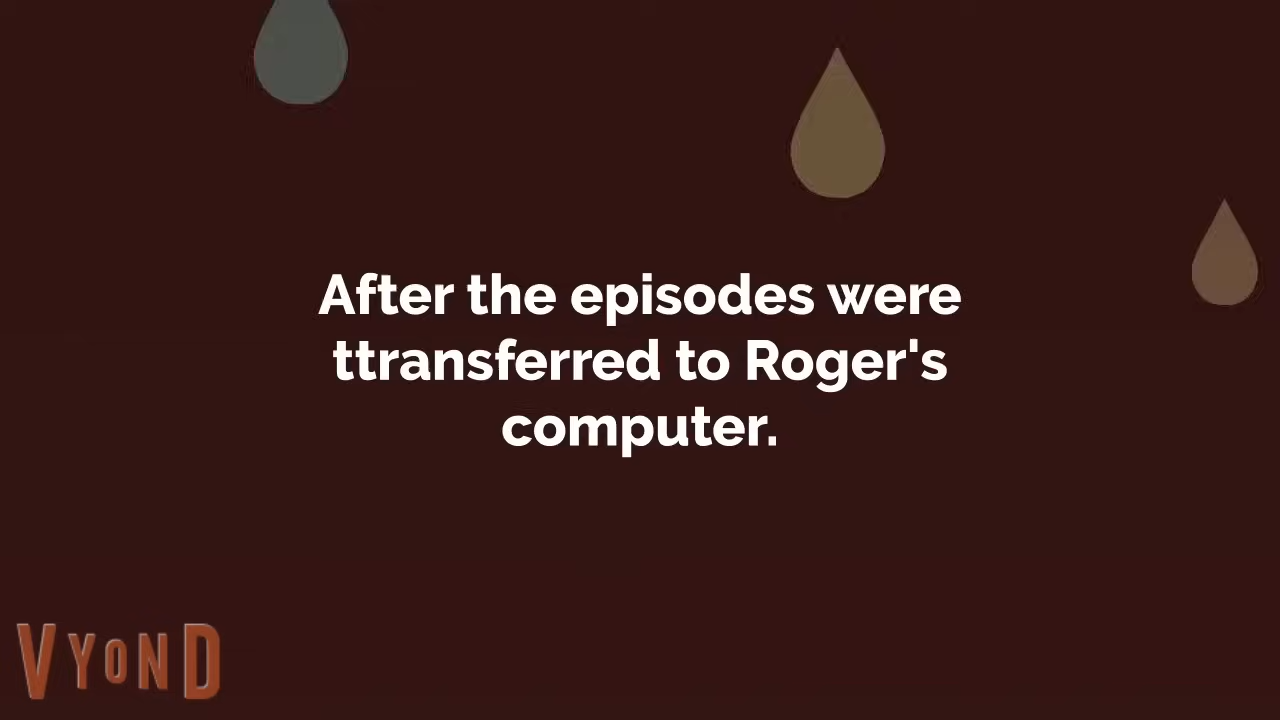 After the episodes were
ttransferred to Roger's
computer.
VYOND